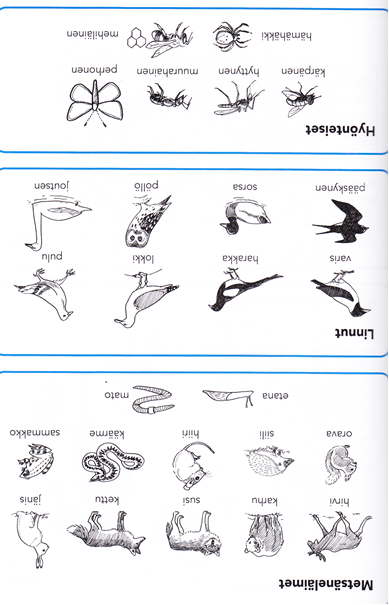 Metsäneläimet
hirvi karhu susi kettu jänis
orava siili hiiri käärme sammakko
etana mato
Linnut
varis harakka lokki pulu
pääskynen sorsa pöllö joutsen
Hyönteiset
kärpänen hyttynen muurahainen perhonen
hämähäkki mehiläinen